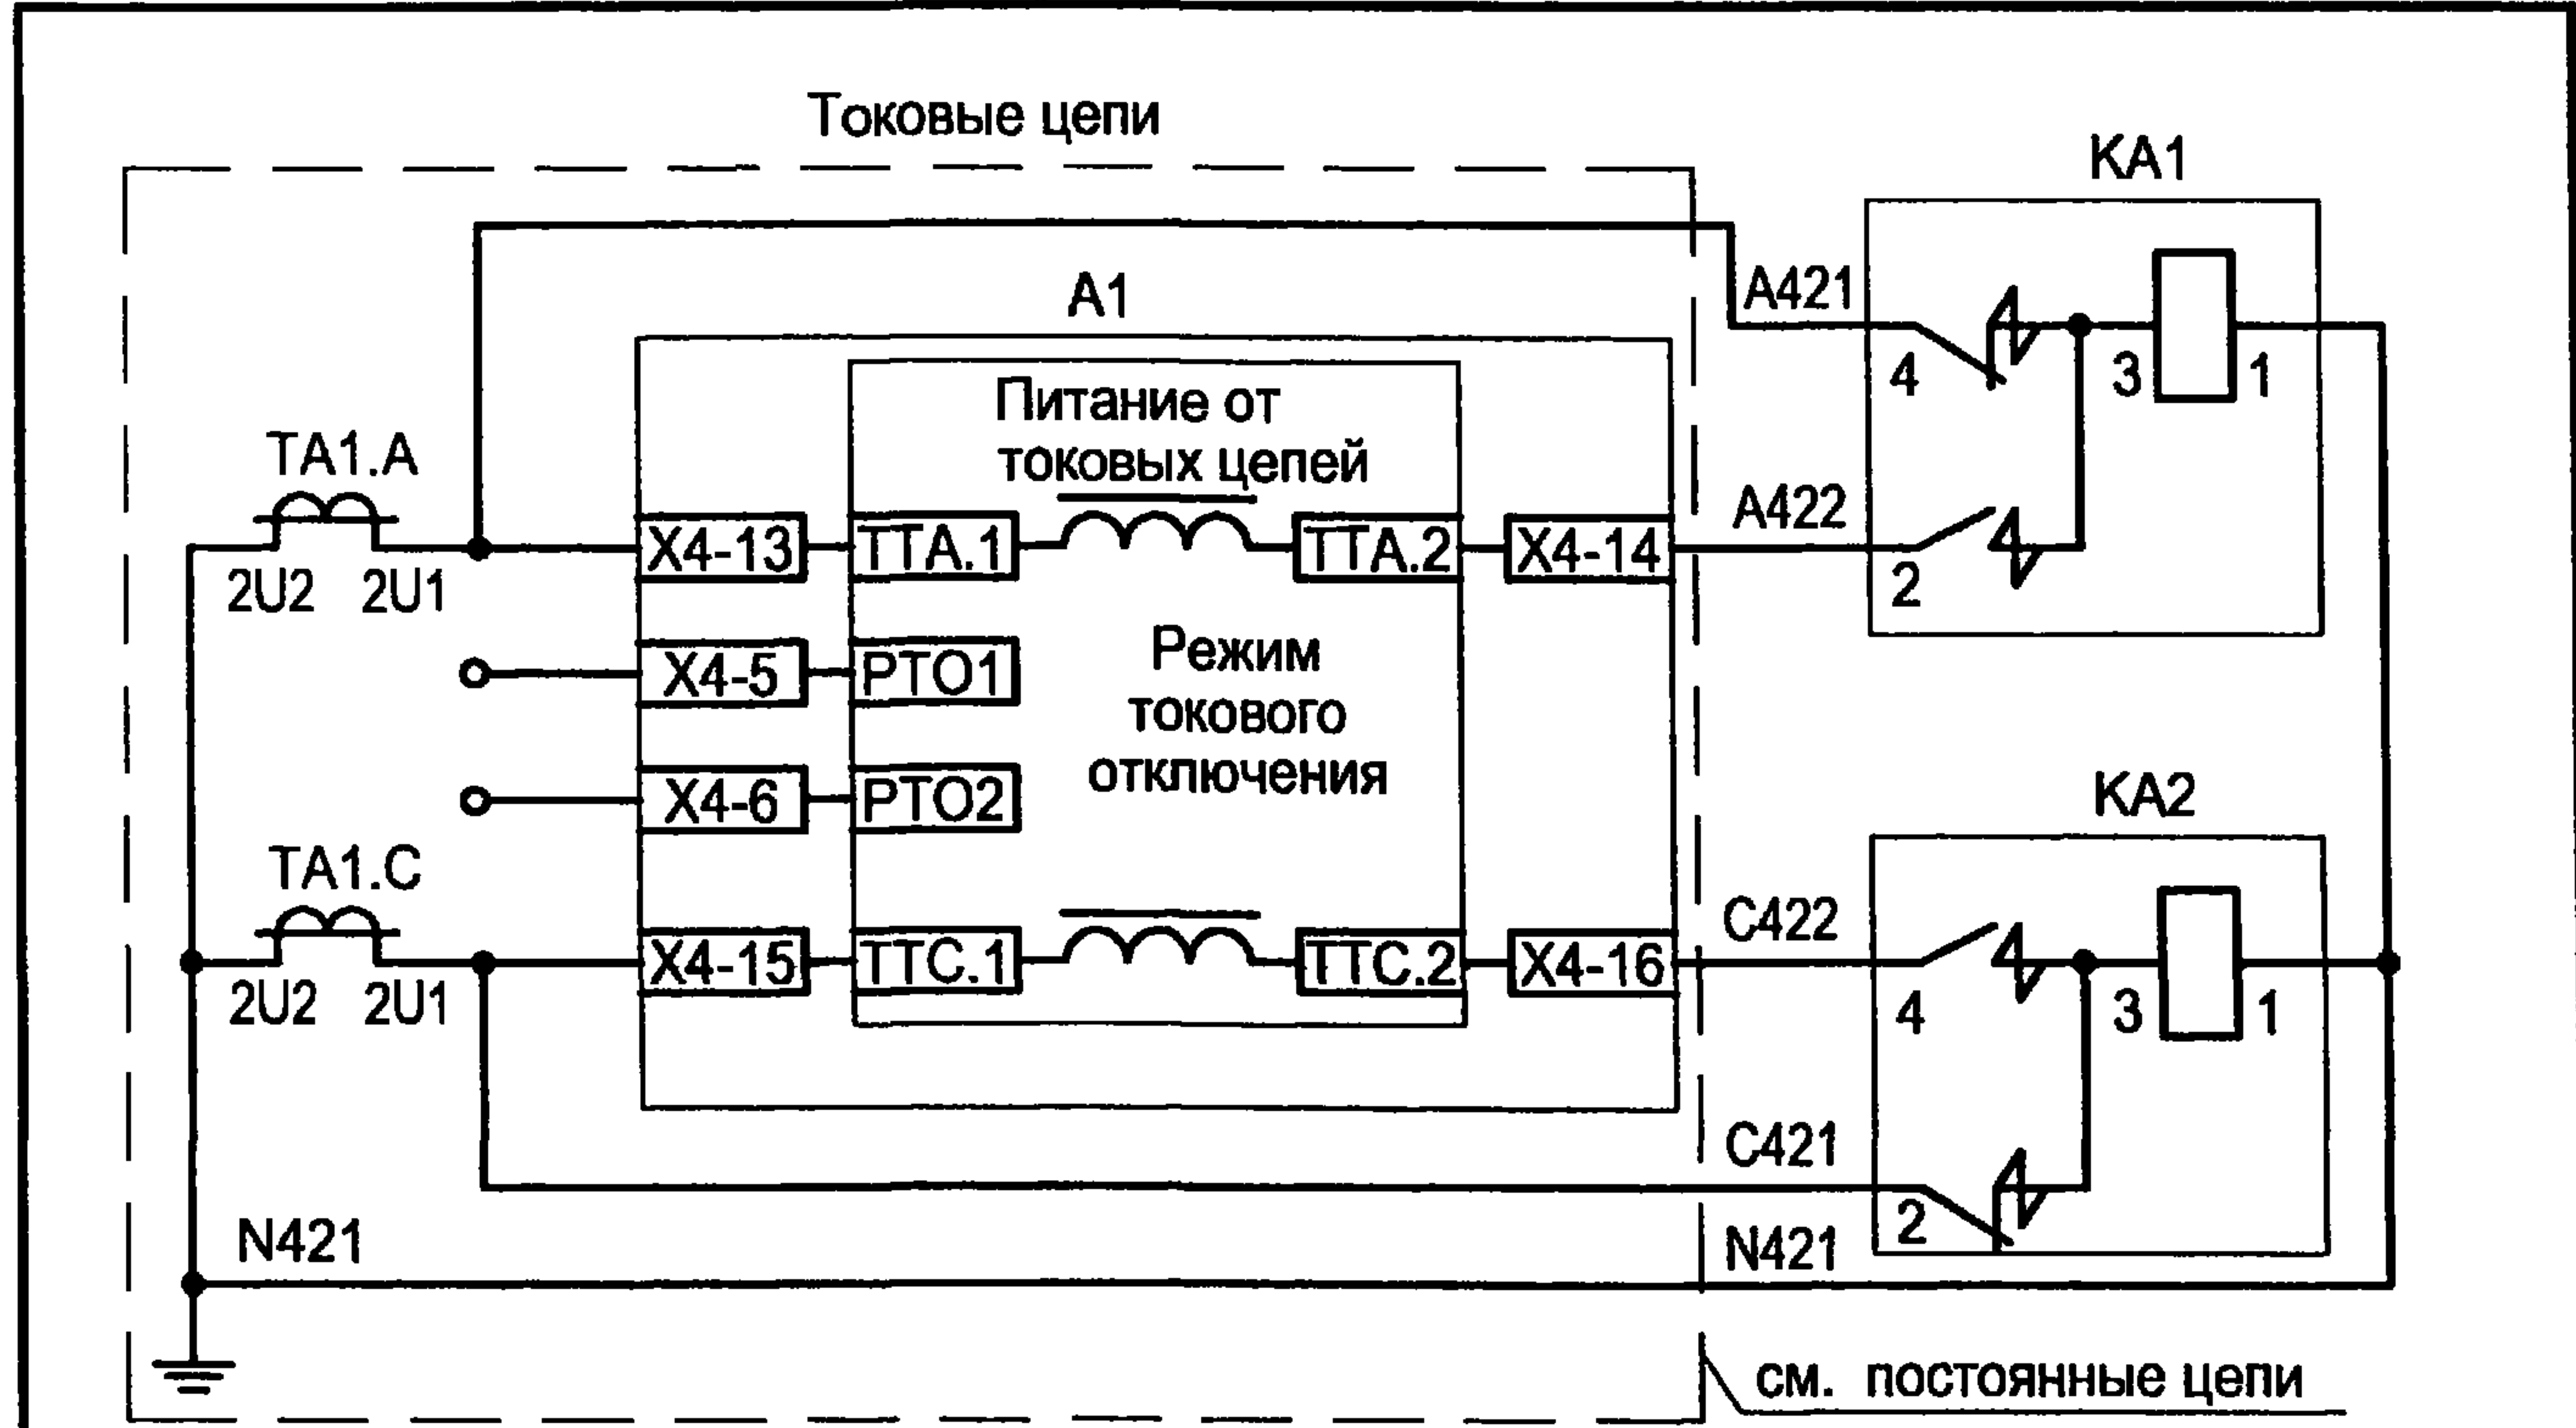 Токовые цепи
KA1
A1
A421
4
3
1
Питание от
токовых цепей
TA1.A
A422
X4-13
TTA.1
TTA.2
X4-14
2U2
2U1
2
X4-5
PTO1
Режим
токового
отключения
X4-6
PTO2
KA2
TA1.C
C422
X4-15
TTC.1
TTC.2
X4-16
2U2
2U1
4
3
1
C421
2
N421
N421
см. постоянные цепи